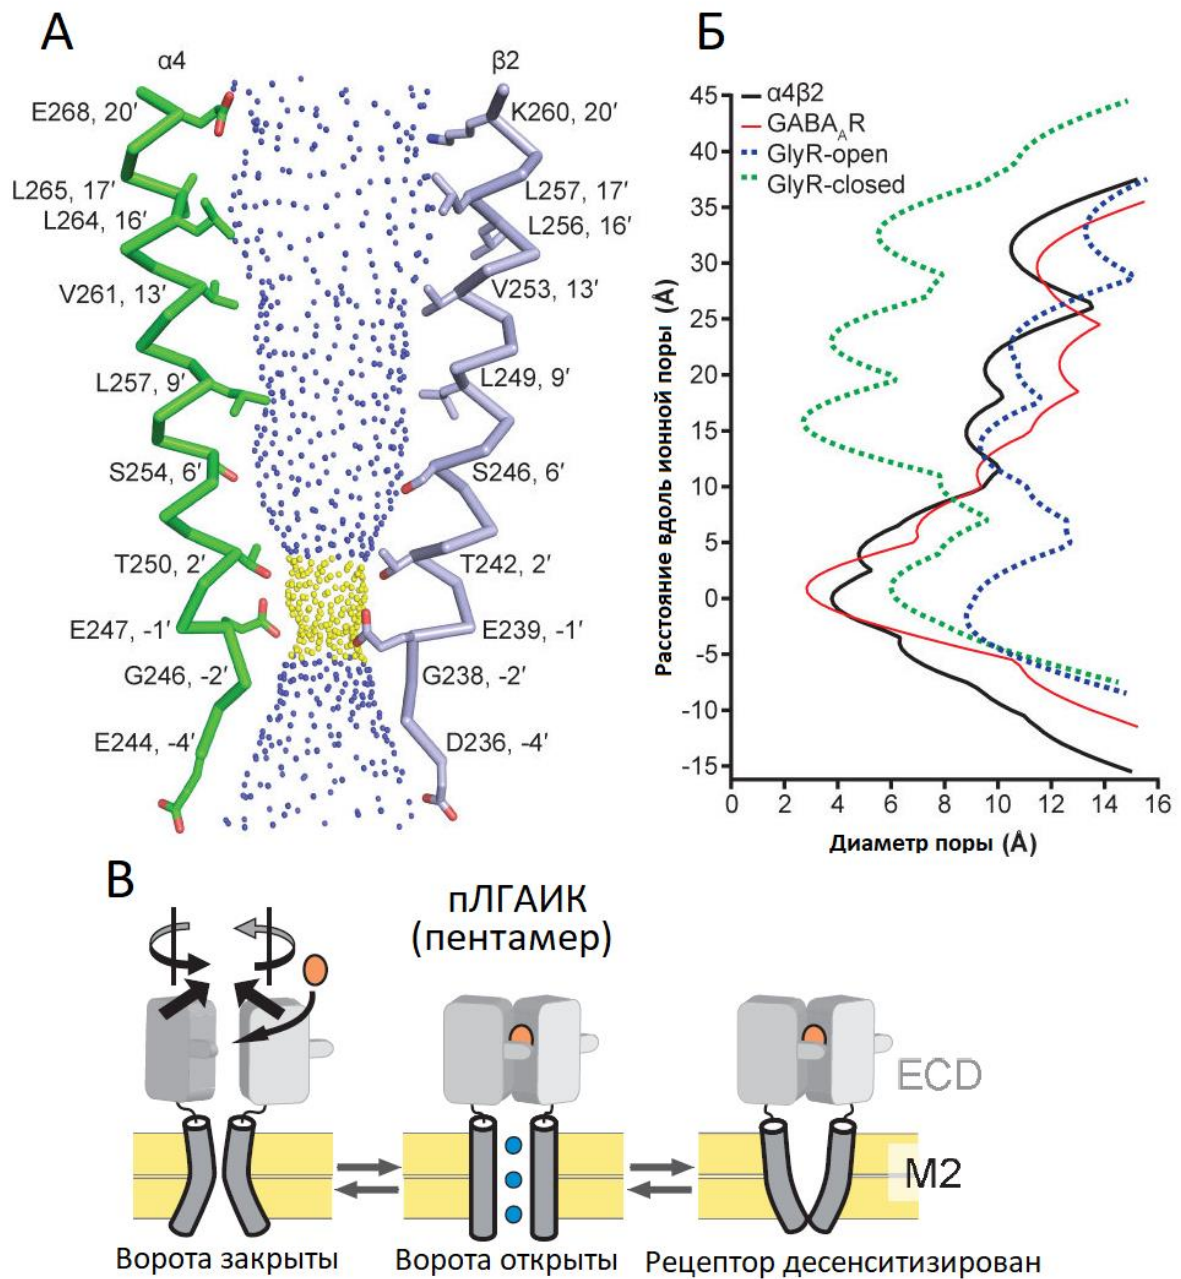 А
α4
β2
E268, 20′
K260, 20′
L265, 17′
L257, 17′
L264, 16′
L256, 16′
V261, 13′
V253, 13′
L257, 9′
L249, 9′
S254, 6′
S246, 6′
T250, 2′
T242, 2′
E247, -1′
E239, -1′
G246, -2′
G238, -2′
E244, -4′
D236, -4′
Б
α4β2
GABAAR
GlyR-open
GlyR-closed
45
40
35
30
25
20
15
10
5
0
-5
-10
-15
Расстояние вдоль ионной поры (Å)
0 2 4 6 8 10 12 14 16
Диаметр поры (Å)
В
пЛГАИК
(пентамер)
ECD
M2
Ворота закрыты
Ворота открыты
Рецептор десенситизирован